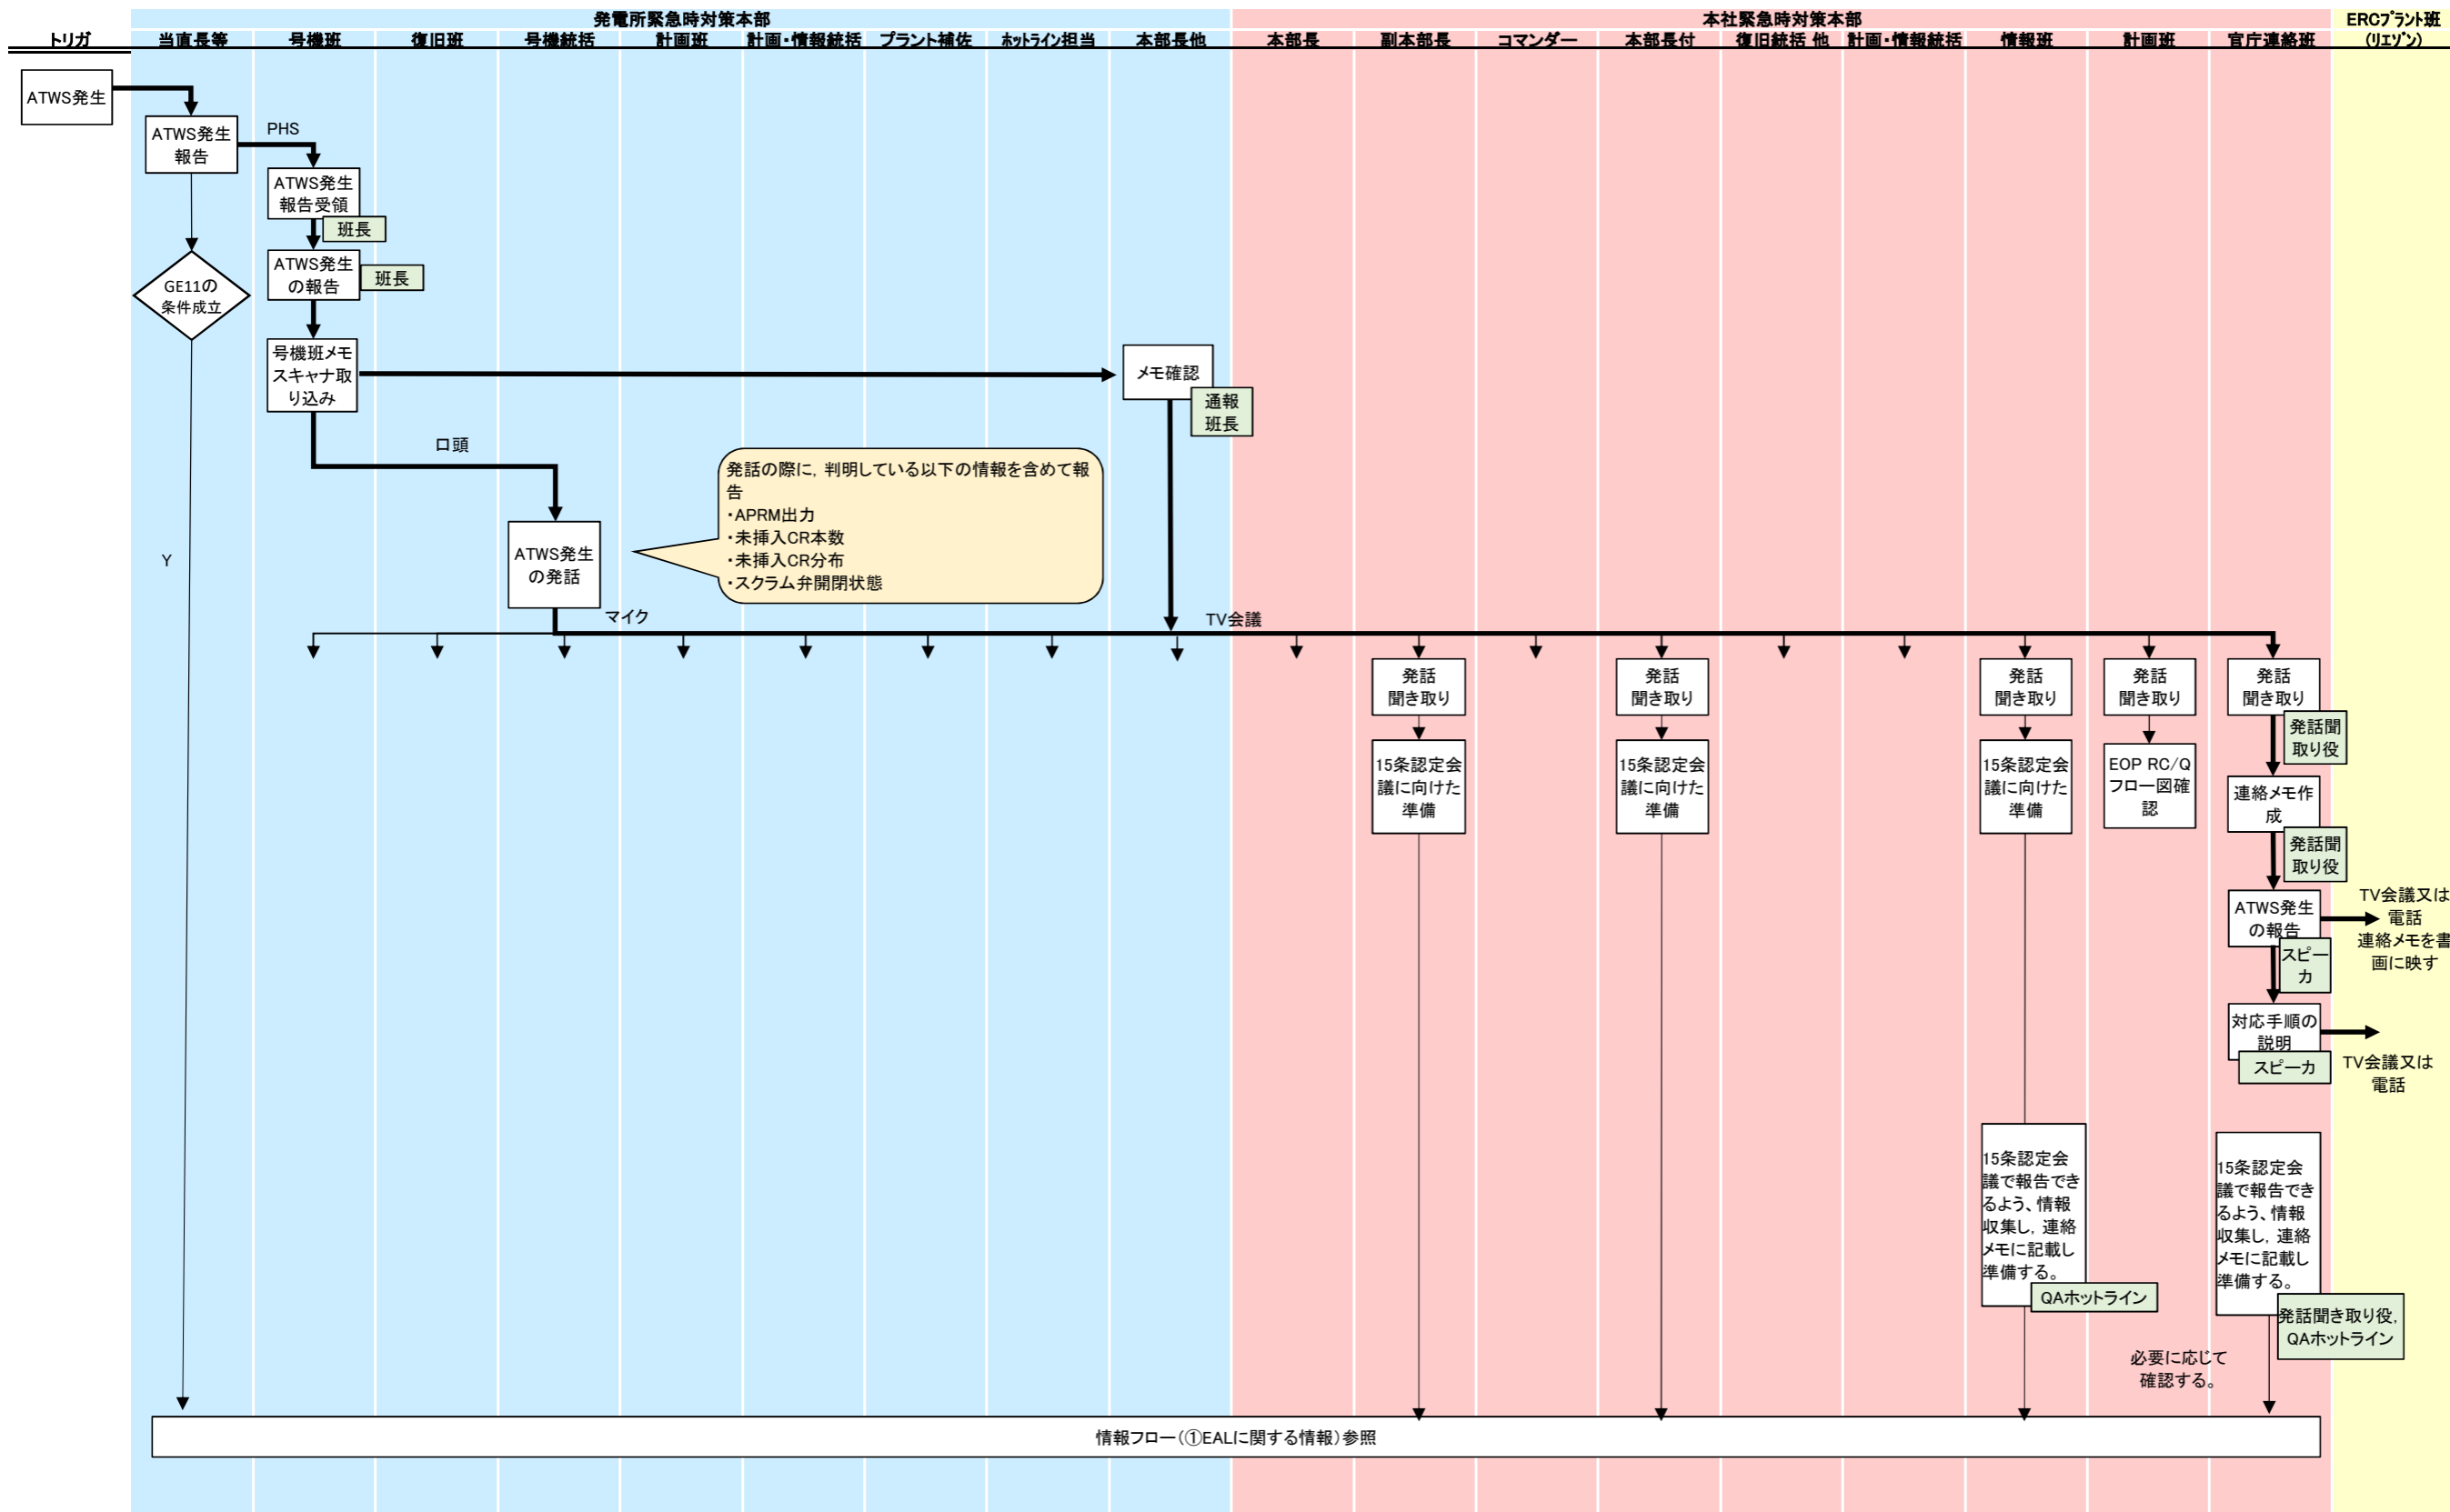 発電所緊急時対策本部
本社緊急時対策本部
ERCプラント班
トリガ
当直長等
号機班
復旧班
号機統括
計画班
計画・情報統括
プラント補佐
ホットライン担当
本部長他
本部長
副本部長
コマンダー
本部長付
復旧統括 他
計画・情報統括
情報班
計画班
官庁連絡班
(リエゾン)
ATWS発生
ATWS発生
報告
PHS
ATWS発生
報告受領
班長
ATWS発生
の報告
班長
GE11の
条件成立
号機班メモ
スキャナ取
り込み
メモ確認
通報
班長
口頭
発話の際に，判明している以下の情報を含めて報
告
・APRM出力
・未挿入CR本数
・未挿入CR分布
・スクラム弁開閉状態
ATWS発生
の発話
Y
マイク
TV会議
発話
聞き取り
発話
聞き取り
発話
聞き取り
発話
聞き取り
発話
聞き取り
発話聞
取り役
15条認定会
議に向けた
準備
15条認定会
議に向けた
準備
15条認定会
議に向けた
準備
EOP RC/Q
フロー図確
認
連絡メモ作
成
発話聞
取り役
ATWS発生
の報告
スピー
カ
TV会議又は
電話
連絡メモを書
画に映す
対応手順の
説明
スピーカ
TV会議又は
電話
15条認定会
議で報告でき
るよう、情報
収集し，連絡
メモに記載し
準備する。
QAホットライン
15条認定会
議で報告でき
るよう、情報
収集し，連絡
メモに記載し
準備する。
発話聞き取り役，
QAホットライン
必要に応じて
確認する。
情報フロー（①EALに関する情報）参照